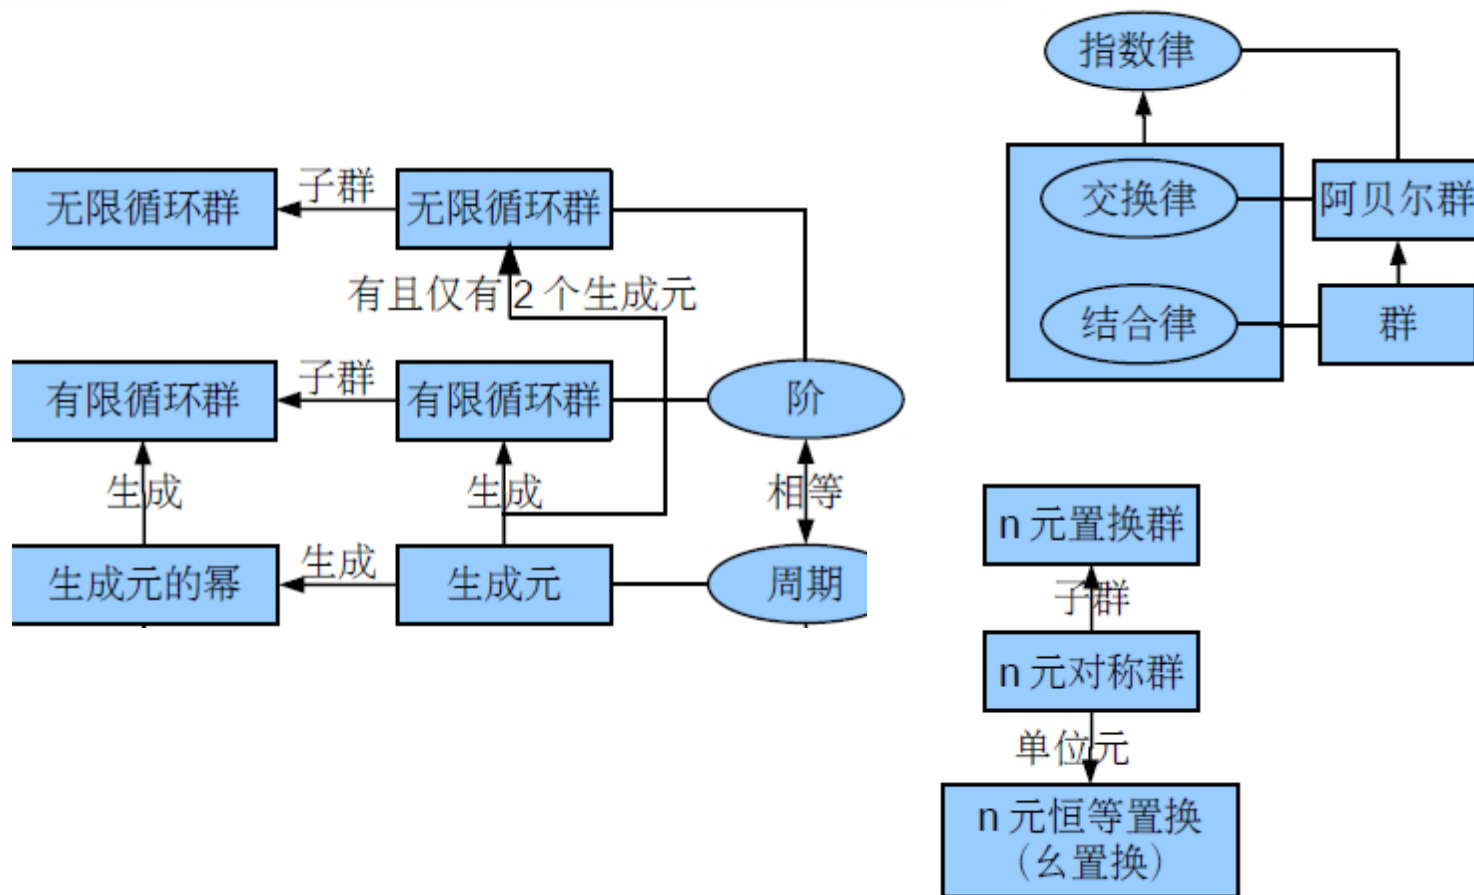 指数律
交换律
阿贝尔群
结合律
群
无限循环群
子群
无限循环群
有且仅有 2 个生成元
有限循环群
子群
有限循环群
阶
生成
生成
相等
生成元的幂
生成
生成元
周期
n 元置换群
子群
n 元对称群
单位元
n 元恒等置换
（幺置换）